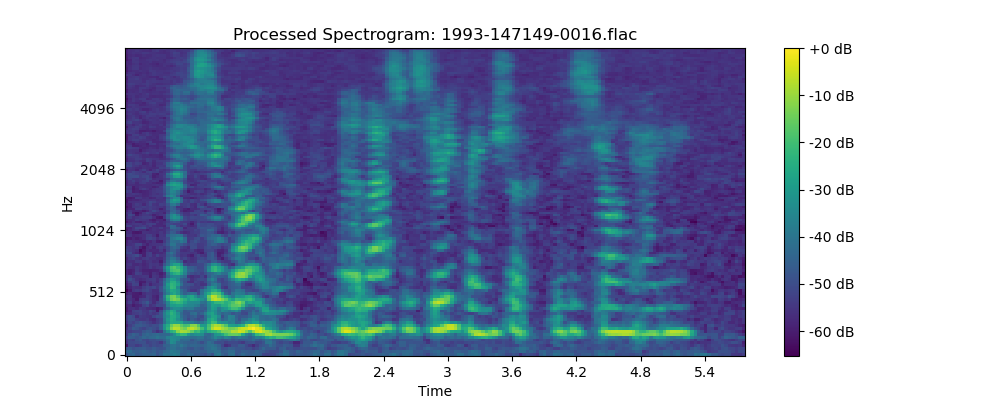 Processed Spectrogram: 1993-147149-0016.flac
Hz
4096
2048
1024
512
0
0 0.6 1.2 1.8 2.4 3 3.6 4.2 4.8 5.4
Time
+0 dB
-10 dB
-20 dB
-30 dB
-40 dB
-50 dB
-60 dB